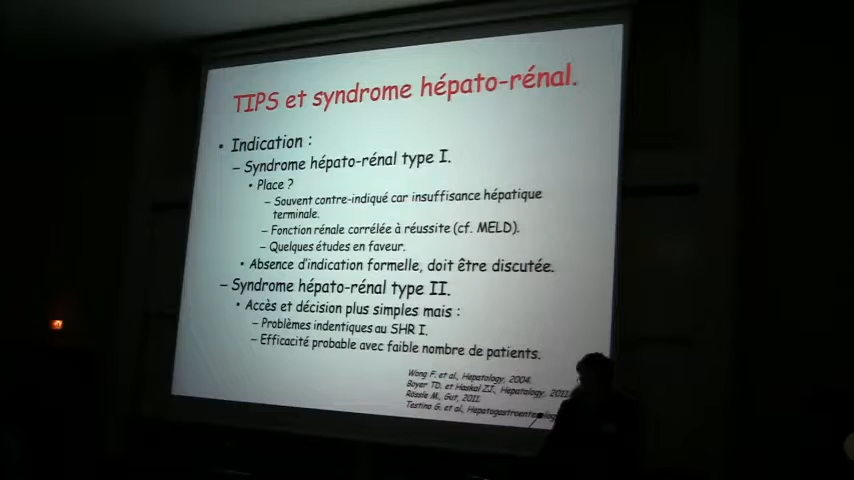 TIPS et syndrome hépato-rénal.
• Indication :
– Syndrome hépato-rénal type I.
• Place ?
– Souvent contre-indiqué car insuffisance hépatique
terminale.
– Fonction rénale corrélée à réussite (cf. MELD).
– Quelques études en faveur.
• Absence d'indication formelle, doit être discutée.
– Syndrome hépato-rénal type II.
• Accès et décision plus simples mais :
– Problèmes indentiques au SHR I.
– Efficacité probable avec faible nombre de patients.
Wong F. et al., Hepatology, 2004.
Boyer TD. et Haskal ZJ., Hepatology, 2011.
Rössle M., Gut, 2011.
Testino G. et al.,